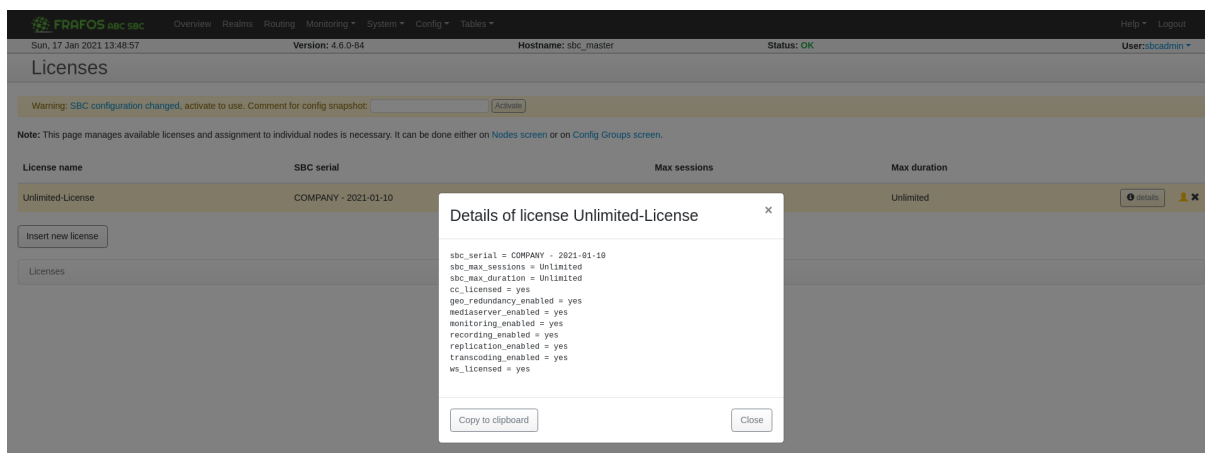 FRAFOS ABC SBC Overview Realms Routing Monitoring System Config Tables Help Logout
Sun, 17 Jan 2021 13:48:57 Version: 4.6.0-84 Hostname: sbc_master Status: OK User:sbcadmin
Licenses
Warning: SBC configuration changed, activate to use. Comment for config snapshot: Activate
Note: This page manages available licenses and assignment to individual nodes is necessary. It can be done either on Nodes screen or on Config Groups screen.
License name SBC serial Max sessions Max duration
Unlimited-License COMPANY - 2021-01-10 Unlimited details
Insert new license
Licenses
Details of license Unlimited-License ×
sbc_serial = COMPANY - 2021-01-10
sbc_max_sessions = Unlimited
sbc_max_duration = Unlimited
cc_licensed = yes
geo_redundancy_enabled = yes
mediaserver_enabled = yes
monitoring_enabled = yes
recording_enabled = yes
replication_enabled = yes
transcoding_enabled = yes
ws_licensed = yes
Copy to clipboard Close